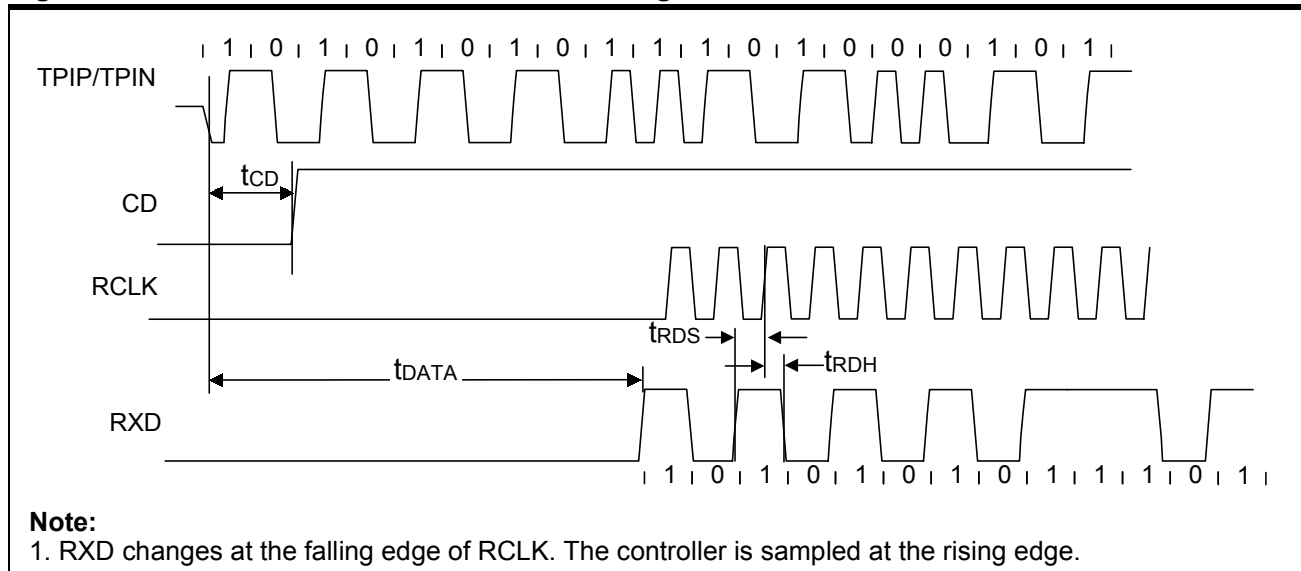 1 0 1 0 1 0 1 0 1 1 1 0 1 0 0 0 1 0 1
TPIP/TPIN
tCD
CD
RCLK
tRDS
tRDH
tDATA
RXD
1 0 1 0 1 0 1 0 1 1 1 0 1
Note:
1. RXD changes at the falling edge of RCLK. The controller is sampled at the rising edge.